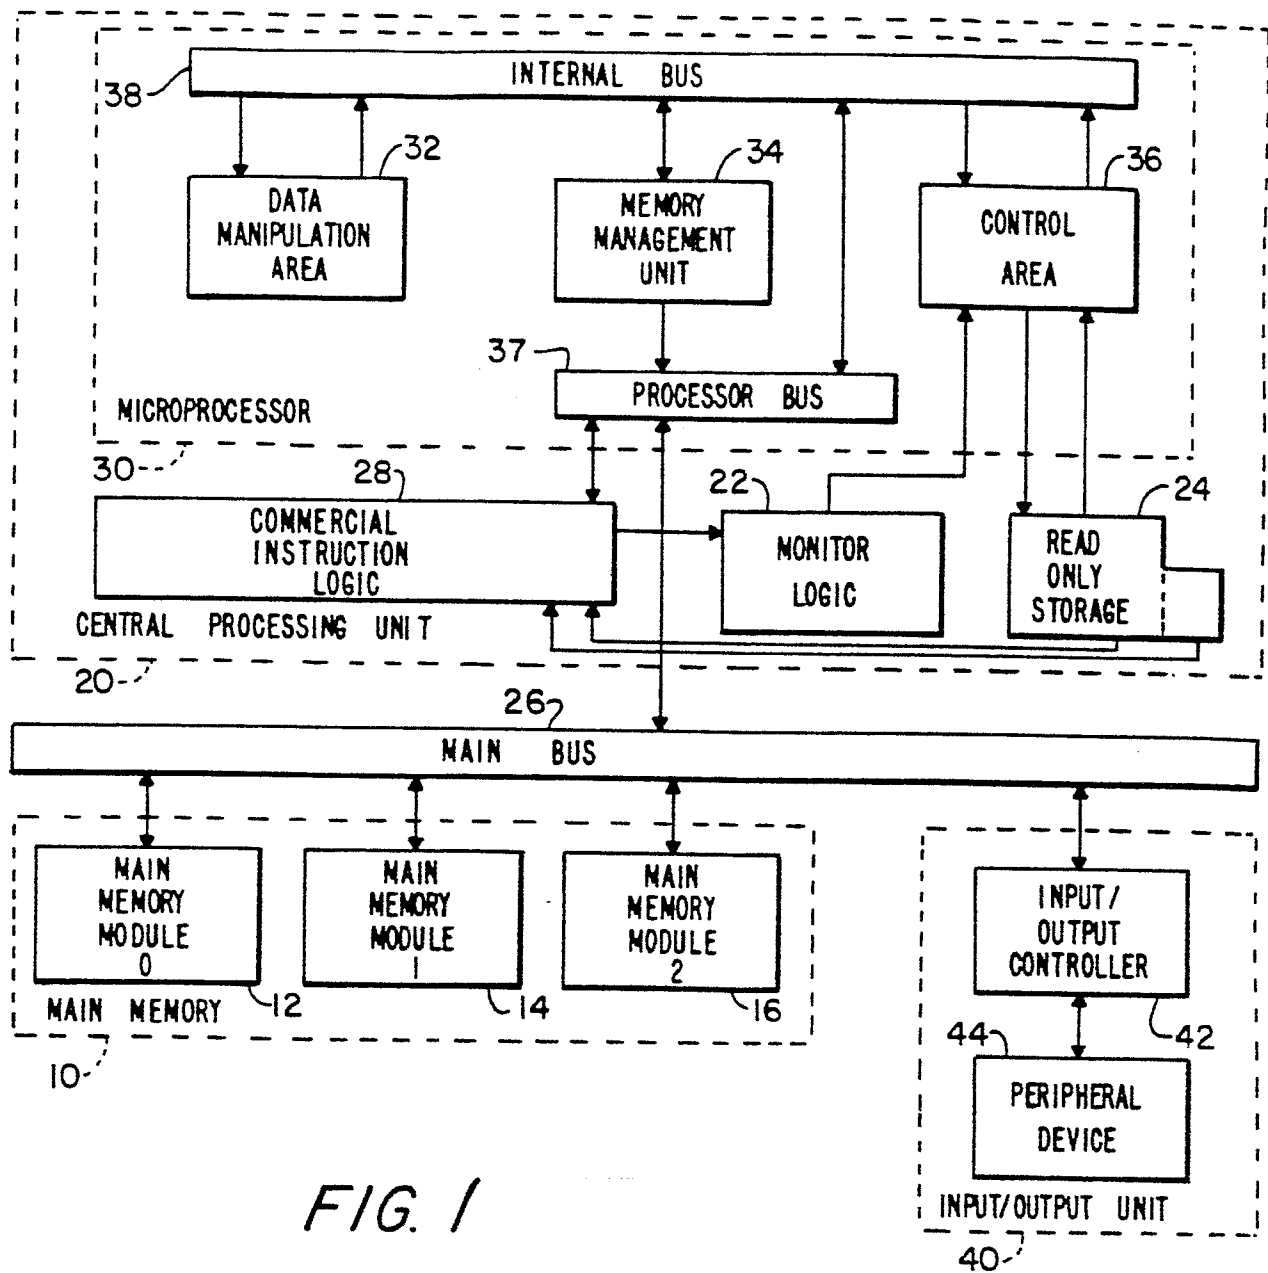 INTERNAL BUS
38
32
34
36
DATA
MANIPULATION
AREA
MEMORY
MANAGEMENT
UNIT
CONTROL
AREA
37
PROCESSOR BUS
MICROPROCESSOR
30
28
22
24
COMMERCIAL
INSTRUCTION
LOGIC
MONITOR
LOGIC
READ
ONLY
STORAGE
CENTRAL PROCESSING UNIT
20
26
MAIN BUS
MAIN
MEMORY
MODULE
0
MAIN
MEMORY
MODULE
1
MAIN
MEMORY
MODULE
2
INPUT/
OUTPUT
CONTROLLER
12
14
16
42
MAIN MEMORY
10
44
PERIPHERAL
DEVICE
INPUT/OUTPUT UNIT
40
FIG. 1